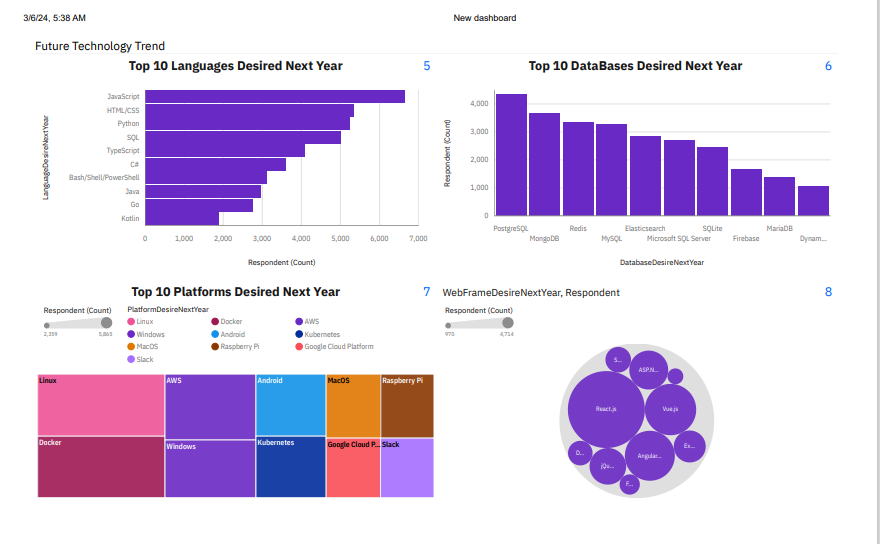 3/6/24, 5:38 AM
New dashboard
Future Technology Trend
Top 10 Languages Desired Next Year
5
LanguageDesireNextYear
JavaScript
HTML/CSS
Python
SQL
TypeScript
C#
Bash/Shell/PowerShell
Java
Go
Kotlin
0 1,000 2,000 3,000 4,000 5,000 6,000 7,000
Respondent (Count)
Top 10 DataBases Desired Next Year
6
Respondent (Count)
4,000
3,000
2,000
1,000
0
PostgreSQL Redis Elasticsearch SQLite MariaDB
MongoDB MySQL Microsoft SQL Server Firebase Dynam...
DatabaseDesireNextYear
Top 10 Platforms Desired Next Year
7
Respondent (Count)
2,359 5,865
PlatformDesireNextYear
Linux Docker AWS
Windows Android Kubernetes
MacOS Raspberry Pi Google Cloud Platform
Slack
Linux AWS Android MacOS Raspberry Pi
Docker Windows Kubernetes Google Cloud P... Slack
WebFrameDesireNextYear, Respondent
8
Respondent (Count)
970 4,714
S...
ASP.N...
React.js
Vue.js
Ex...
D...
jQu...
Angular...
F...